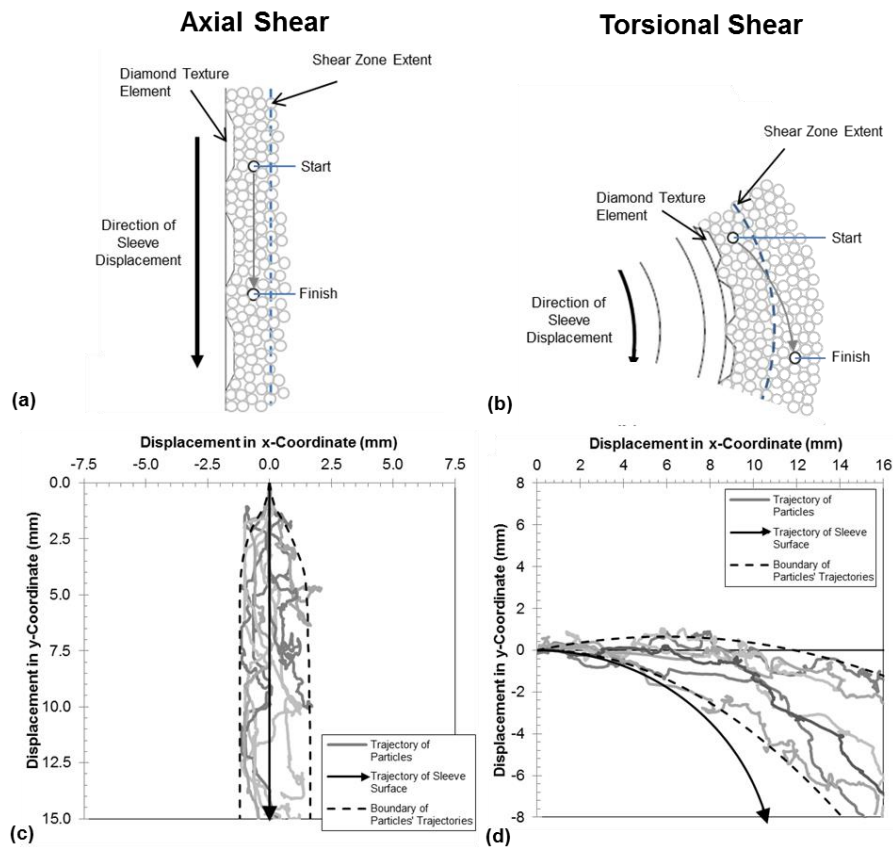 Axial Shear
Torsional Shear
Diamond Texture
Element
Shear Zone Extent
Start
Direction of
Sleeve
Displacement
Finish
(a)
Shear Zone
Extent
Diamond Texture
Element
Start
Direction of
Sleeve
Displacement
Finish
(b)
Displacement in x-Coordinate (mm)
-7.5 -5.0 -2.5 0.0 2.5 5.0 7.5
0.0
2.5
5.0
7.5
10.0
12.5
15.0
Displacement in y-Coordinate (mm)
Trajectory of
Particles
Trajectory of Sleeve
Surface
Boundary of
Particles' Trajectories
(c)
Displacement in x-Coordinate (mm)
0 2 4 6 8 10 12 14 16
8
6
4
2
0
-2
-4
-6
-8
Displacement in y-Coordinate (mm)
Trajectory of
Particles
Trajectory of Sleeve
Surface
Boundary of
Particles' Trajectories
(d)